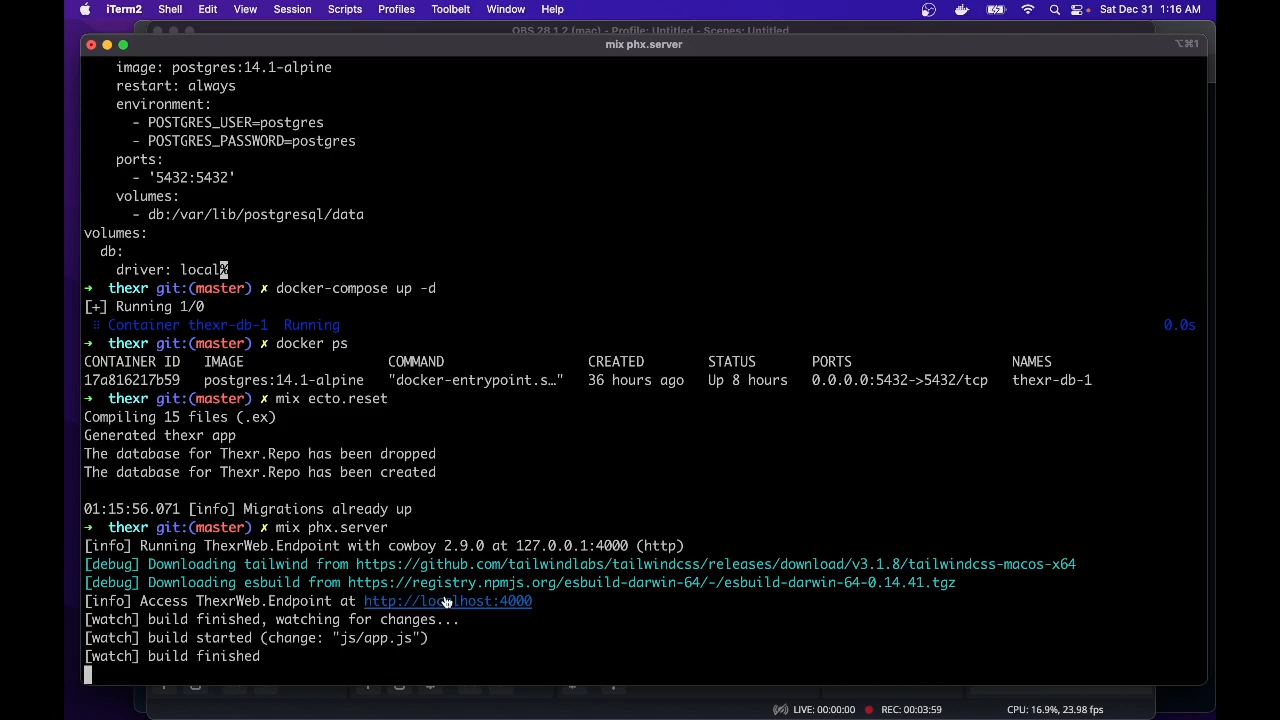 iTerm2 Shell Edit View Session Scripts Profiles Toolbelt Window Help Sat Dec 31 1:16 AM
OBS 28.1.2 (mac) - Profile: Untitled - Scenes: Untitled
mix phx.server ⌥⌘1
image: postgres:14.1-alpine
restart: always
environment:
- POSTGRES_USER=postgres
- POSTGRES_PASSWORD=postgres
ports:
- '5432:5432'
volumes:
- db:/var/lib/postgresql/data
volumes:
db:
driver: local%
→ thexr git:(master) ✗ docker-compose up -d
[+] Running 1/0
⠿ Container thexr-db-1 Running 0.0s
→ thexr git:(master) ✗ docker ps
CONTAINER ID IMAGE COMMAND CREATED STATUS PORTS NAMES
17a816217b59 postgres:14.1-alpine "docker-entrypoint.s…" 36 hours ago Up 8 hours 0.0.0.0:5432->5432/tcp thexr-db-1
→ thexr git:(master) ✗ mix ecto.reset
Compiling 15 files (.ex)
Generated thexr app
The database for Thexr.Repo has been dropped
The database for Thexr.Repo has been created
01:15:56.071 [info] Migrations already up
→ thexr git:(master) ✗ mix phx.server
[info] Running ThexrWeb.Endpoint with cowboy 2.9.0 at 127.0.0.1:4000 (http)
[debug] Downloading tailwind from https://github.com/tailwindlabs/tailwindcss/releases/download/v3.1.8/tailwindcss-macos-x64
[debug] Downloading esbuild from https://registry.npmjs.org/esbuild-darwin-64/-/esbuild-darwin-64-0.14.41.tgz
[info] Access ThexrWeb.Endpoint at http://localhost:4000
[watch] build finished, watching for changes...
[watch] build started (change: "js/app.js")
[watch] build finished
LIVE: 00:00:00 REC: 00:03:59 CPU: 16.9%, 23.98 fps